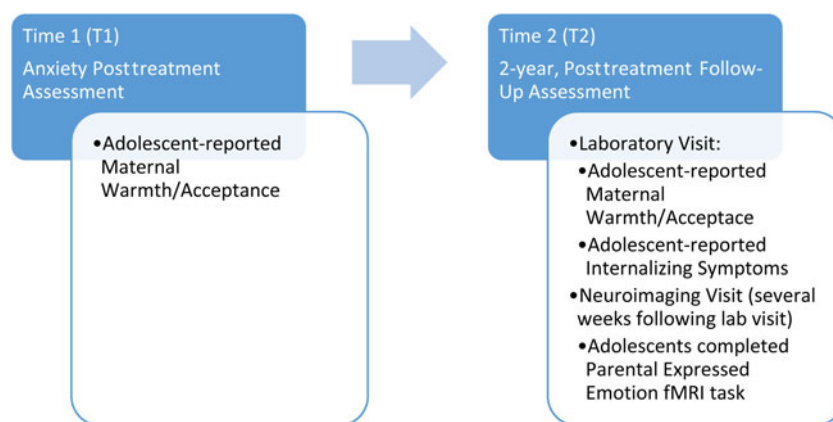 Time 1 (T1)
Anxiety Posttreatment
Assessment
•Adolescent-reported
Maternal
Warmth/Acceptance
Time 2 (T2)
2-year, Posttreatment Follow-
Up Assessment
•Laboratory Visit:
•Adolescent-reported
Maternal
Warmth/Acceptace
•Adolescent-reported
Internalizing Symptoms
•Neuroimaging Visit (several
weeks following lab visit)
•Adolescents completed
Parental Expressed
Emotion fMRI task